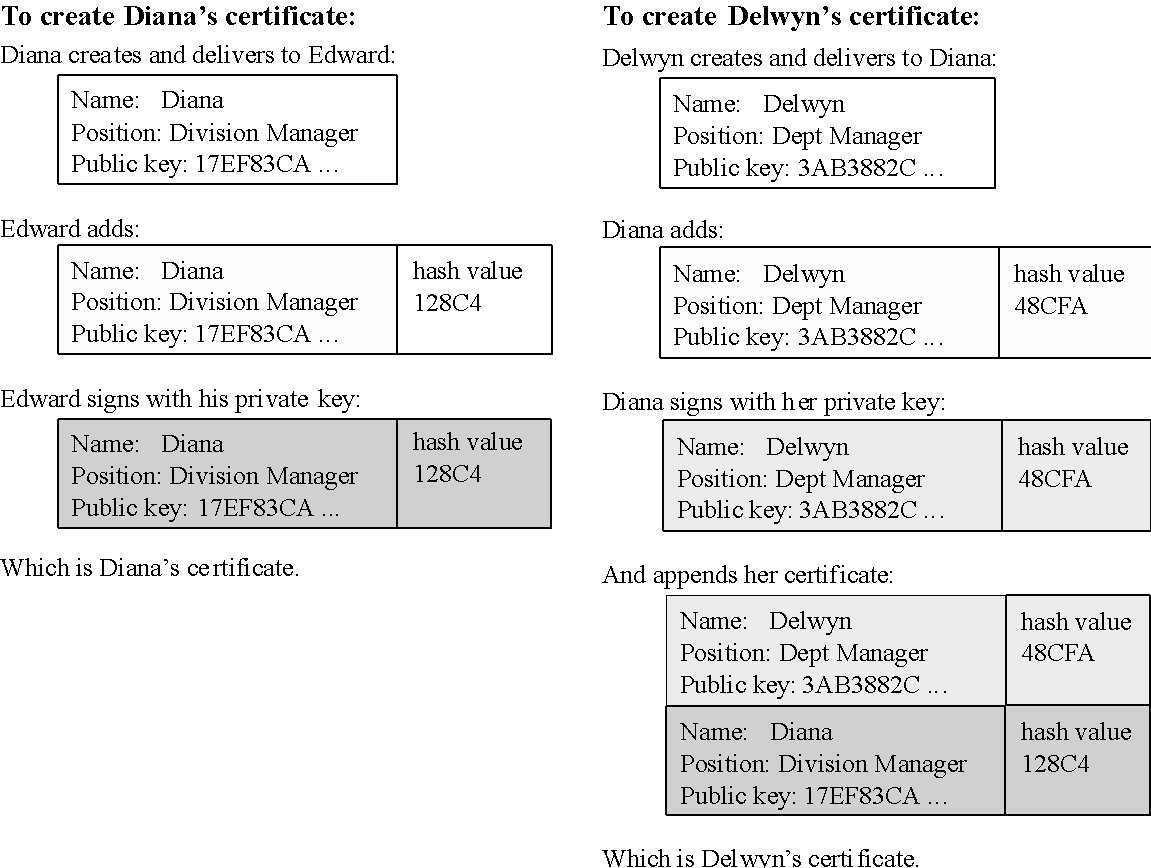 To create Diana's certificate:
Diana creates and delivers to Edward:
Name: Diana
Position: Division Manager
Public key: 17EF83CA ...
Edward adds:
Name: Diana
Position: Division Manager
Public key: 17EF83CA ...
hash value
128C4
Edward signs with his private key:
Name: Diana
Position: Division Manager
Public key: 17EF83CA ...
hash value
128C4
Which is Diana's certificate.
To create Delwyn's certificate:
Delwyn creates and delivers to Diana:
Name: Delwyn
Position: Dept Manager
Public key: 3AB3882C ...
Diana adds:
Name: Delwyn
Position: Dept Manager
Public key: 3AB3882C ...
hash value
48CFA
Diana signs with her private key:
Name: Delwyn
Position: Dept Manager
Public key: 3AB3882C ...
hash value
48CFA
And appends her certificate:
Name: Delwyn
Position: Dept Manager
Public key: 3AB3882C ...
hash value
48CFA
Name: Diana
Position: Division Manager
Public key: 17EF83CA ...
hash value
128C4
Which is Delwyn's certificate.